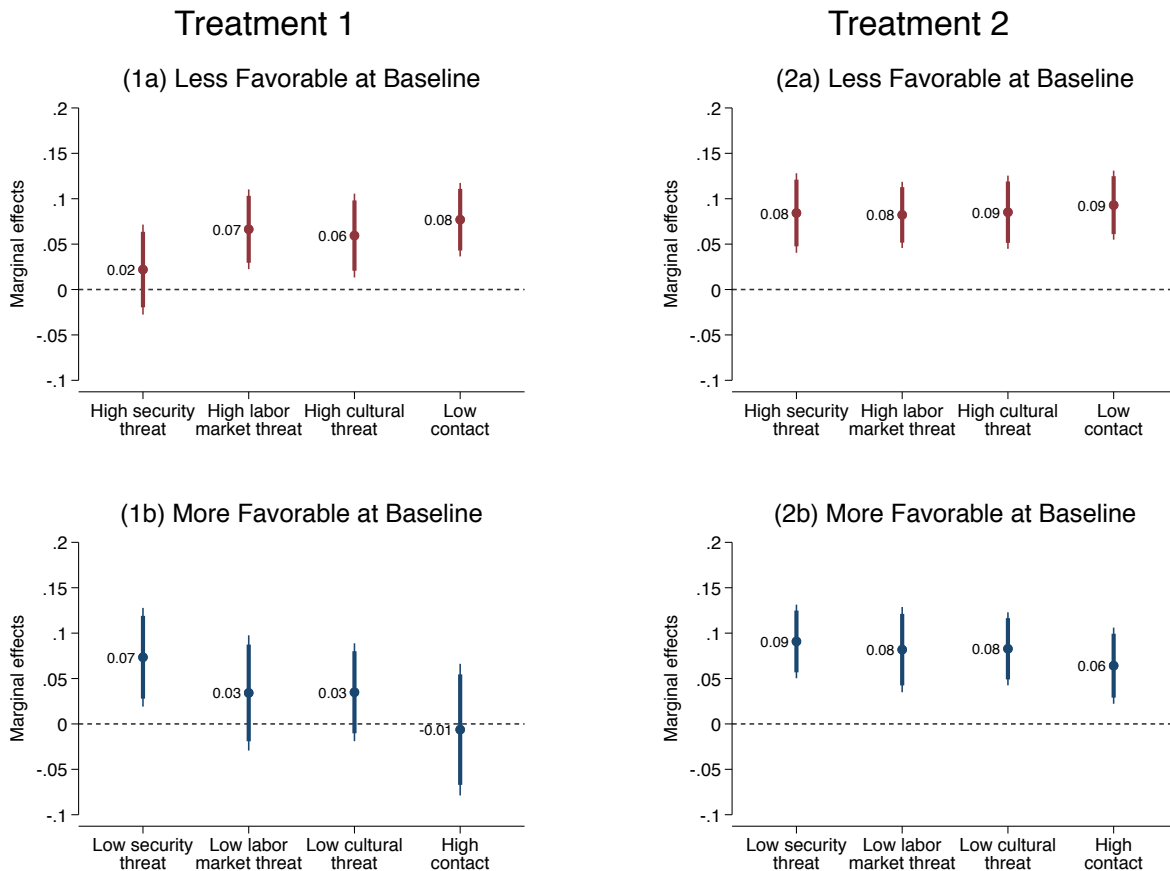 Treatment 1
Treatment 2
(1a) Less Favorable at Baseline
.2
.15
.1
.05
0
-.05
-.1
Marginal effects
0.02
0.07
0.06
0.08
High security
threat
High labor
market threat
High cultural
threat
Low
contact
(2a) Less Favorable at Baseline
.2
.15
.1
.05
0
-.05
-.1
Marginal effects
0.08
0.08
0.09
0.09
High security
threat
High labor
market threat
High cultural
threat
Low
contact
(1b) More Favorable at Baseline
.2
.15
.1
.05
0
-.05
-.1
Marginal effects
0.07
0.03
0.03
-0.01
Low security
threat
Low labor
market threat
Low cultural
threat
High
contact
(2b) More Favorable at Baseline
.2
.15
.1
.05
0
-.05
-.1
Marginal effects
0.09
0.08
0.08
0.06
Low security
threat
Low labor
market threat
Low cultural
threat
High
contact